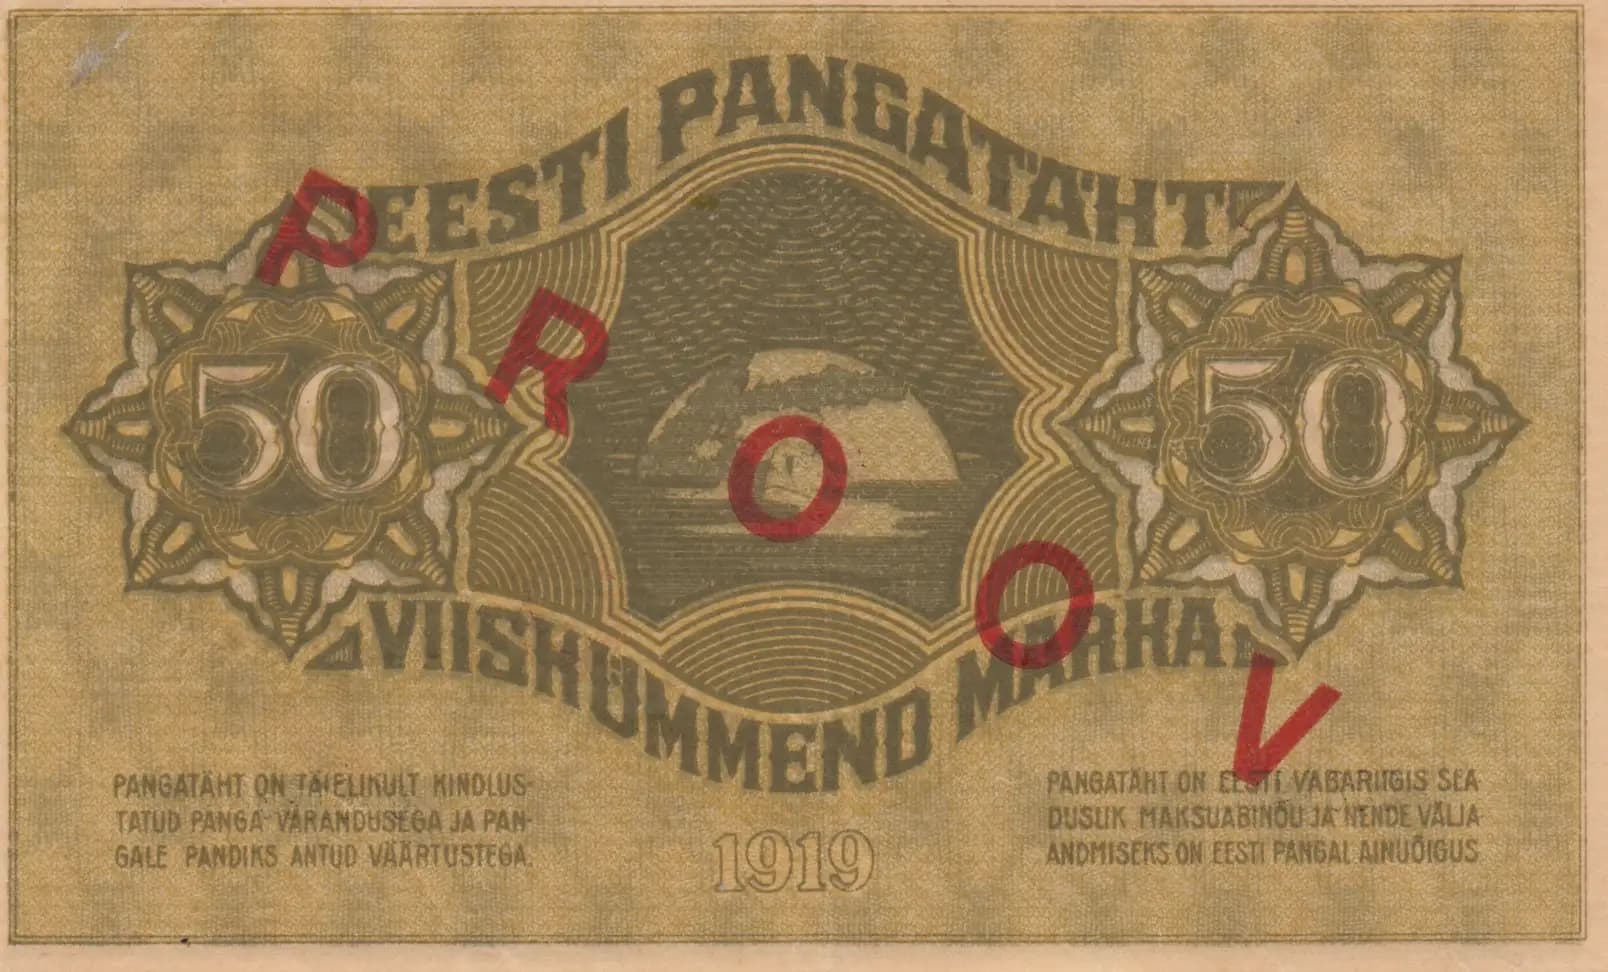 EESTI PANGATÄHT
50
50
PROOV
VIISKÜMMEND MARKA
PANGATÄHT ON TÄIELIKULT KINDLUS-
TATUD PANGA VARANDUSEGA JA PAN-
GALE PANDIKS ANTUD VÄÄRTUSTEGA.
1919
PANGATÄHT ON EESTI VABARIIGIS SEA
DUSLIK MAKSUABINÕU JA NENDE VÄLJA
ANDMISEKS ON EESTI PANGAL AINUÕIGUS